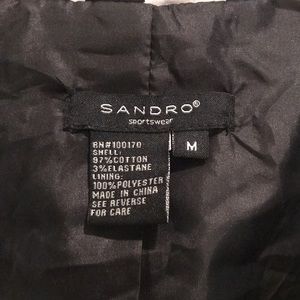 SANDRO®
sportswear
M
RN#100170
SHELL:
97%COTTON
3%ELASTANE
LINING:
100%POLYESTER
MADE IN CHINA
SEE REVERSE
FOR CARE